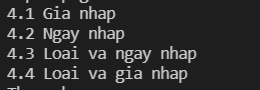 4.1 Gia nhap
4.2 Ngay nhap
4.3 Loai va ngay nhap
4.4 Loai va gia nhap